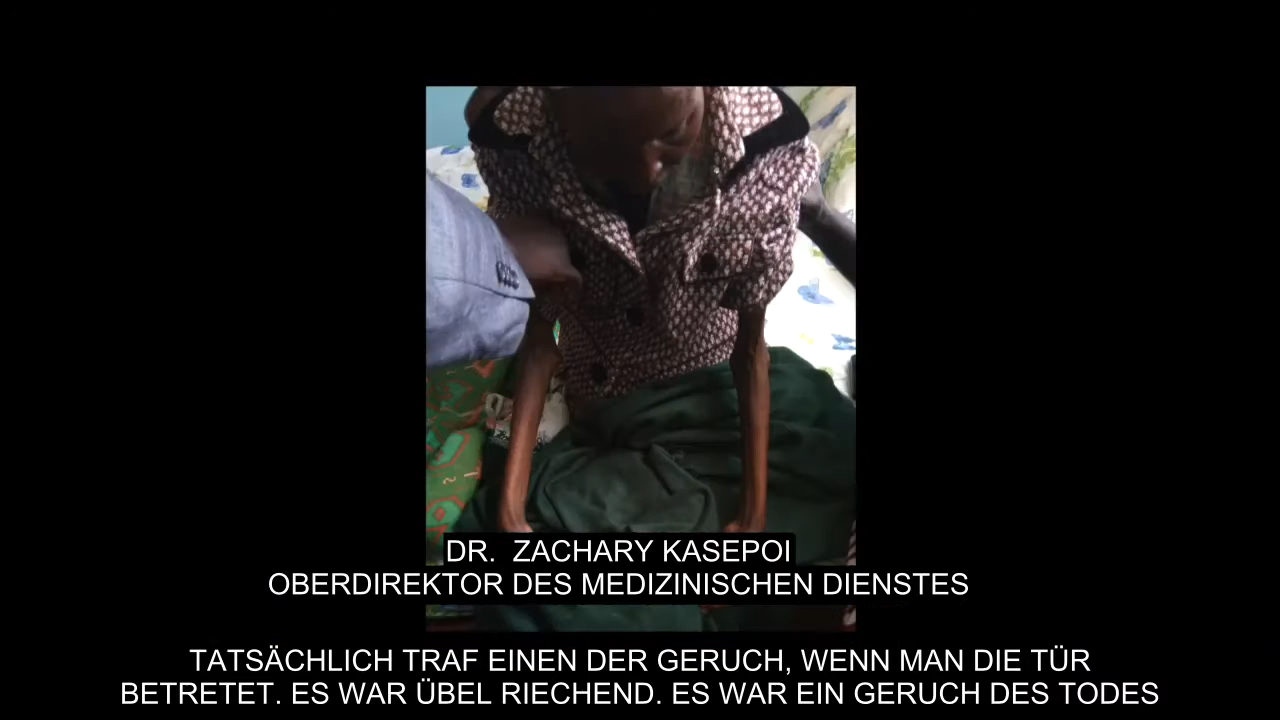 DR. ZACHARY KASEPOI
OBERDIREKTOR DES MEDIZINISCHEN DIENSTES
TATSÄCHLICH TRAF EINEN DER GERUCH, WENN MAN DIE TÜR
BETRETET. ES WAR ÜBEL RIECHEND. ES WAR EIN GERUCH DES TODES